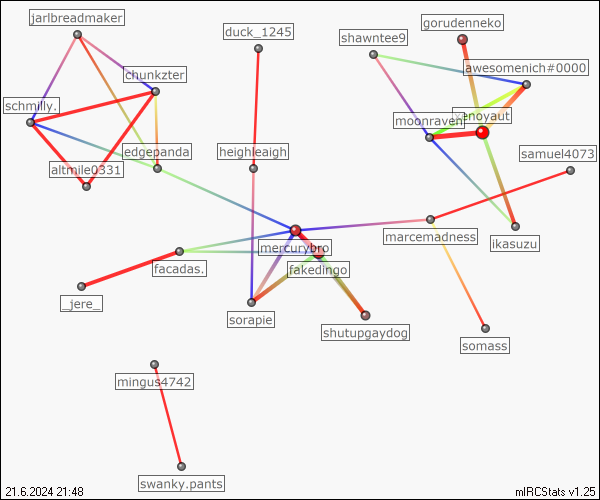 jarlbreadmaker
gorudenneko
duck_1245
shawntee9
chunkzter
awesomenich#0000
schmilly.
xenoyaut
moonraven
edgepanda
heighleaigh
samuel4073
altmile0331
marcemadness
ikasuzu
mercurybro
facadas.
fakedingo
_jere_
sorapie
shutupgaydog
somass
mingus4742
swanky.pants
21.6.2024 21:48
mIRCStats v1.25